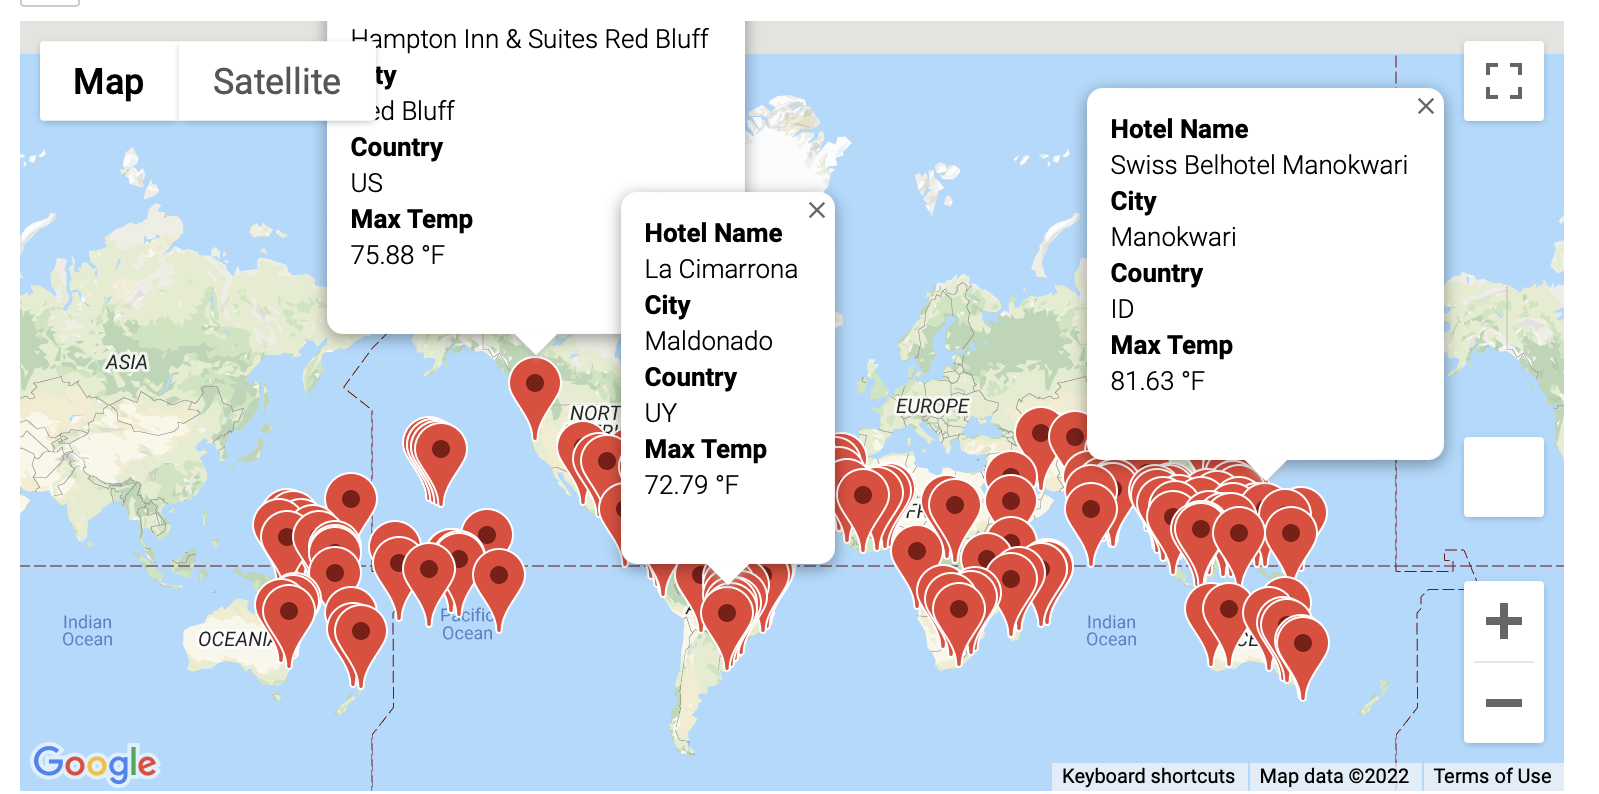 Hampton Inn & Suites Red Bluff
Map
Satellite
ty
ed Bluff
Country
US
Max Temp
75.88 °F
Hotel Name
La Cimarrona
City
Maldonado
Country
UY
Max Temp
72.79 °F
Hotel Name
Swiss Belhotel Manokwari
City
Manokwari
Country
ID
Max Temp
81.63 °F
ASIA
NORT
EUROPE
Indian
Ocean
OCEANIA
Pacific
Ocean
Indian
Ocean
Google
Keyboard shortcuts
Map data ©2022
Terms of Use